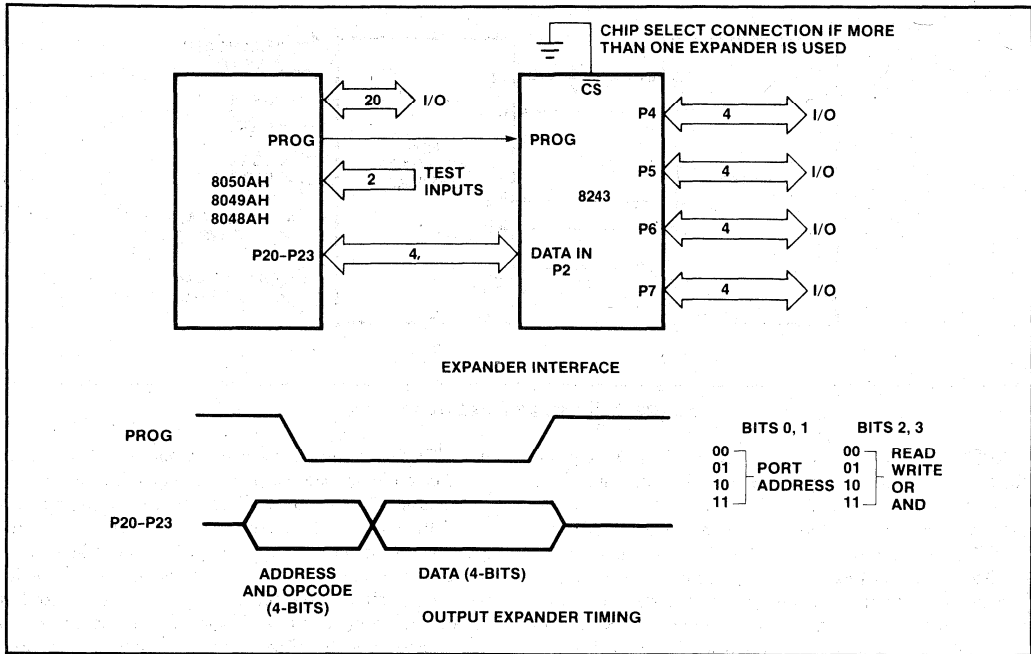 CHIP SELECT CONNECTION IF MORE
THAN ONE EXPANDER IS USED
CS
20 I/O
P4 4 I/O
PROG PROG
2 TEST
INPUTS
P5 4 I/O
8050AH
8049AH
8048AH
8243
P6 4 I/O
P20–P23 4, DATA IN
P2
P7 4 I/O
EXPANDER INTERFACE
PROG
BITS 0, 1 BITS 2, 3
00 00 READ
01 PORT 01 WRITE
10 ADDRESS 10 OR
11 11 AND
P20–P23
ADDRESS
AND OPCODE
(4-BITS)
DATA (4-BITS)
OUTPUT EXPANDER TIMING